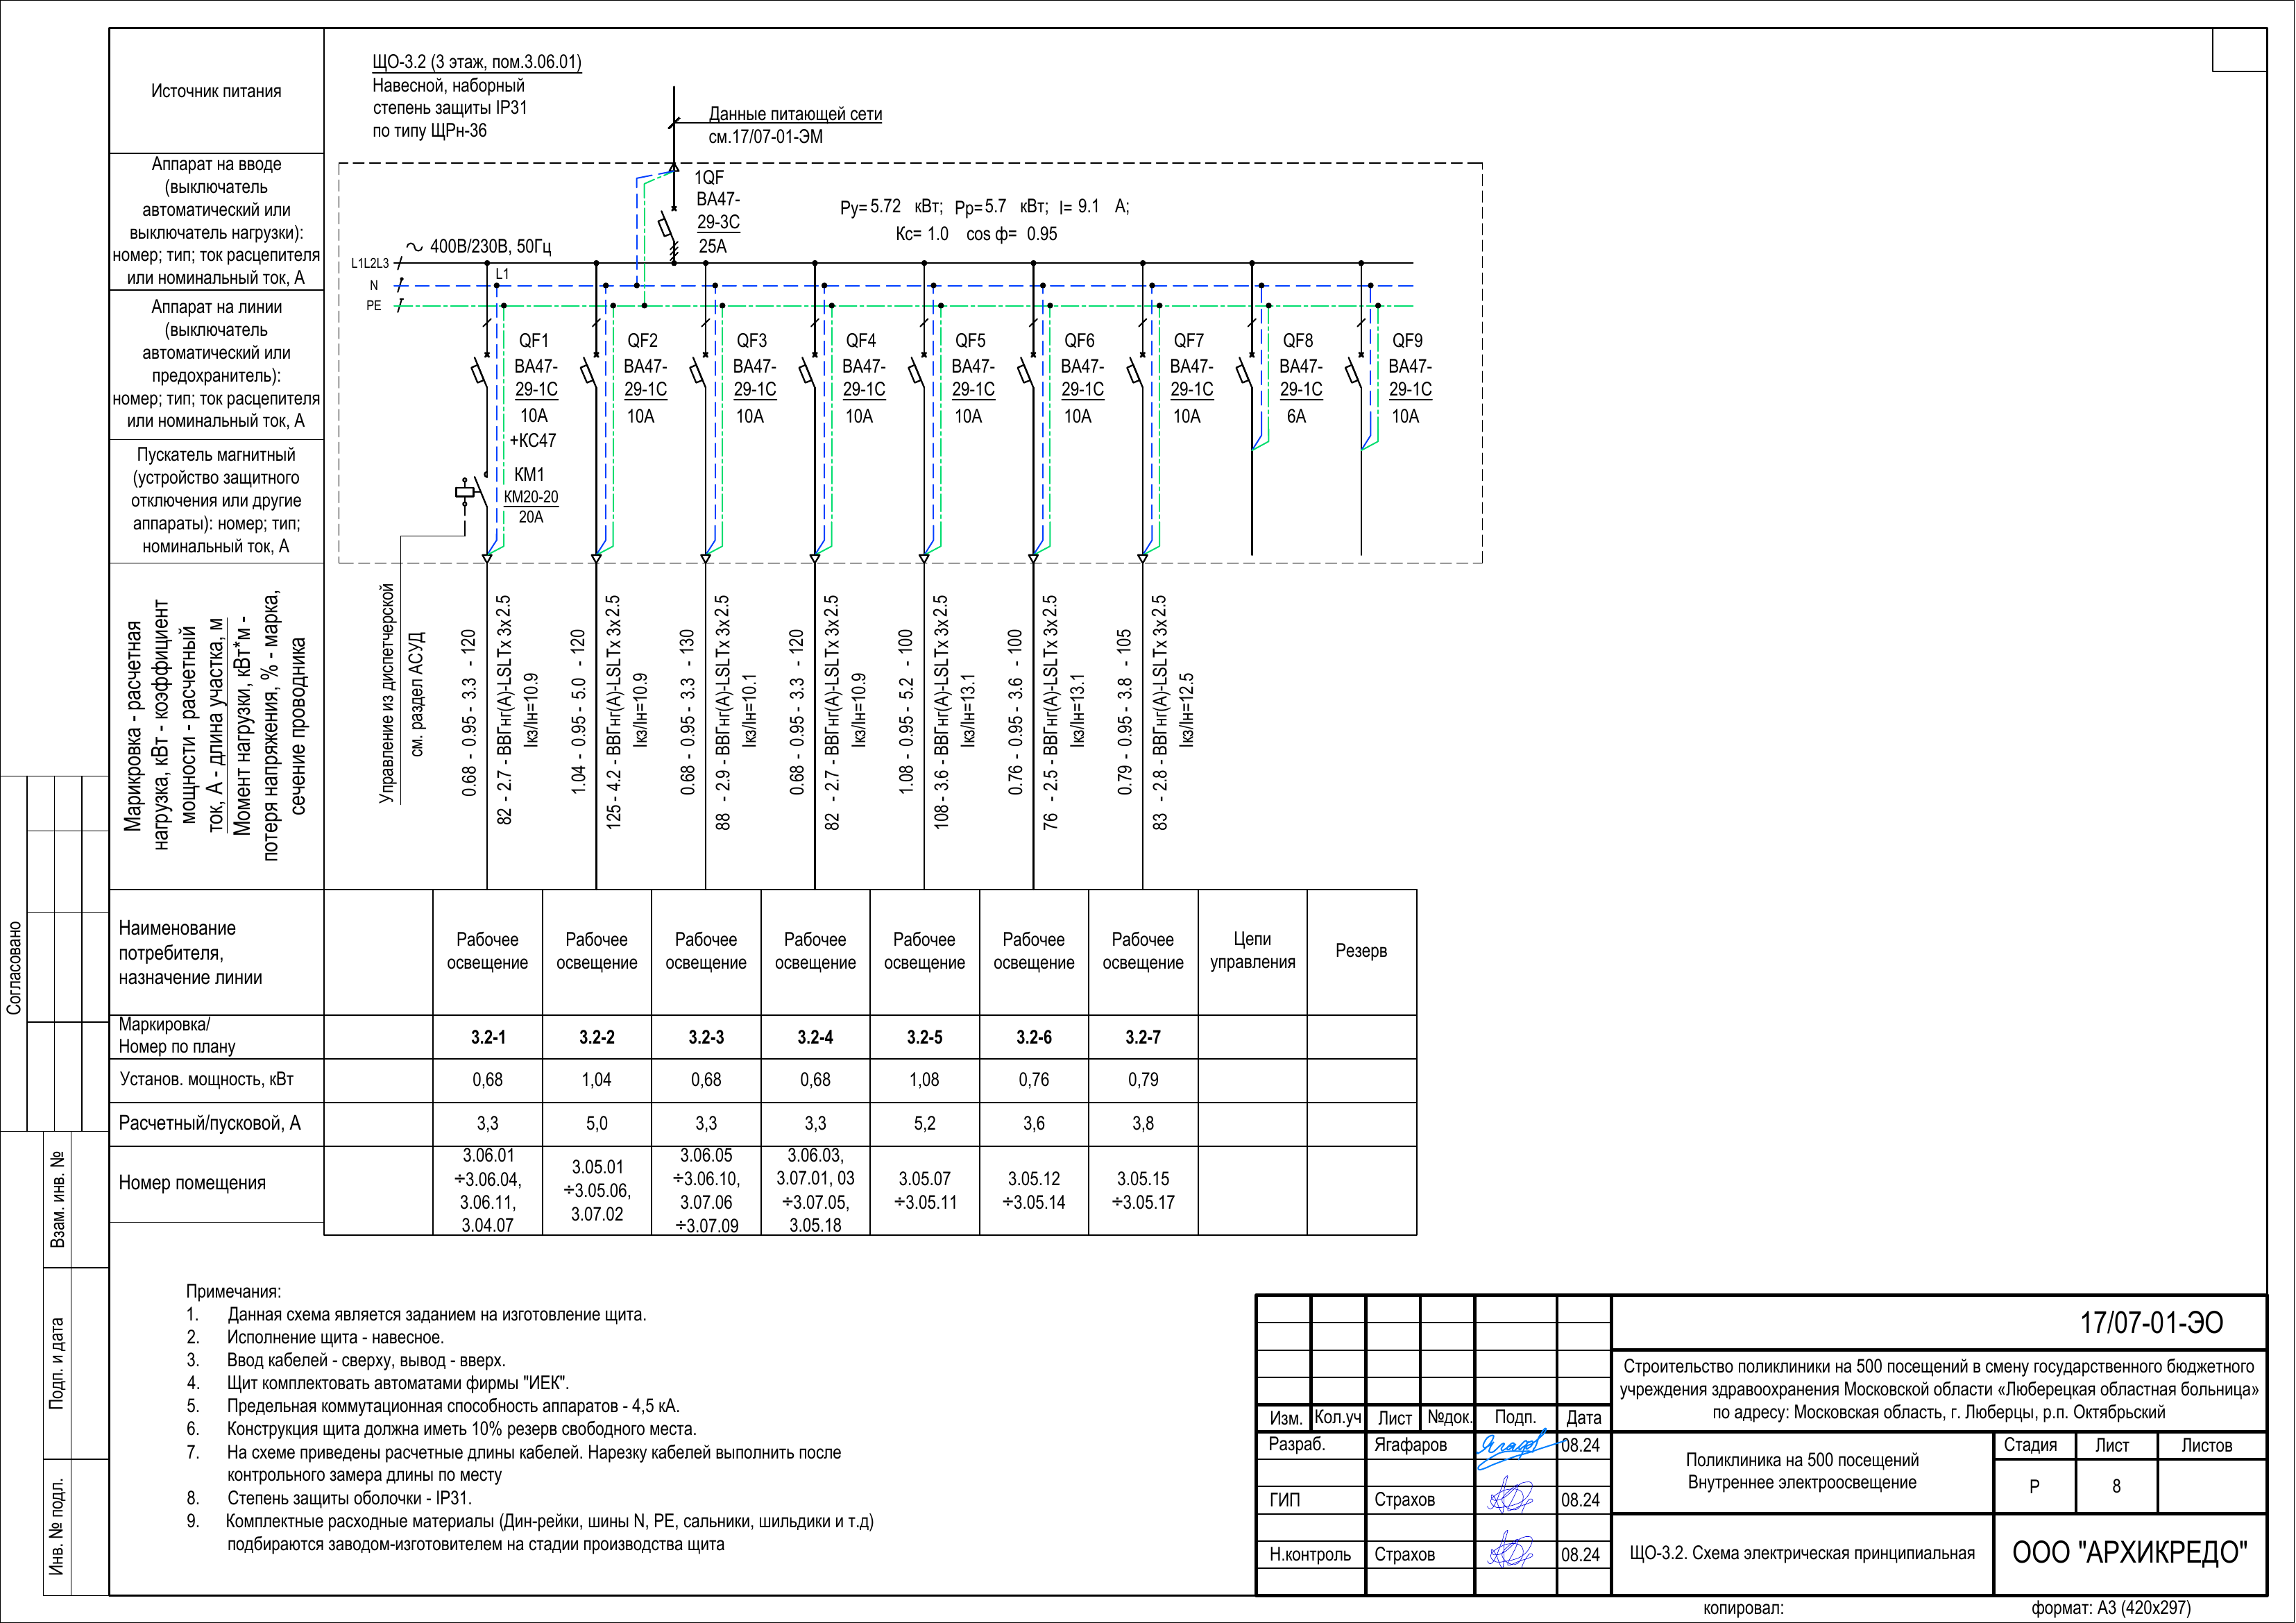 Источник питания
ЩО-3.2 (3 этаж, пом.3.06.01)
Навесной, наборный
степень защиты IP31
по типу ЩРн-36
Данные питающей сети
см.17/07-01-ЭМ
Аппарат на вводе
(выключатель
автоматический или
выключатель нагрузки):
номер; тип; ток расцепителя
или номинальный ток, А
1QF
ВА47-
29-3С
25А
Ру= 5.72 кВт; Рр= 5.7 кВт; I= 9.1 А;
Кс= 1.0 cos ф= 0.95
400В/230В, 50Гц
L1L2L3
L1
N
PE
Аппарат на линии
(выключатель
автоматический или
предохранитель):
номер; тип; ток расцепителя
или номинальный ток, А
QF1
ВА47-
29-1С
10А
+КС47
QF2
ВА47-
29-1С
10А
QF3
ВА47-
29-1С
10А
QF4
ВА47-
29-1С
10А
QF5
ВА47-
29-1С
10А
QF6
ВА47-
29-1С
10А
QF7
ВА47-
29-1С
10А
QF8
ВА47-
29-1С
6А
QF9
ВА47-
29-1С
10А
Пускатель магнитный
(устройство защитного
отключения или другие
аппараты): номер; тип;
номинальный ток, А
КМ1
КМ20-20
20А
Марикровка - расчетная
нагрузка, кВт - коэффициент
мощности - расчетный
ток, А - длина участка, м
Момент нагрузки, кВт*м -
потеря напряжения, % - марка,
сечение проводника
Управление из диспетчерской
см. раздел АСУД
0.68 - 0.95 - 3.3 - 120
82 - 2.7 - ВВГнг(А)-LSLTx 3x2.5
Iкз/Iн=10.9
1.04 - 0.95 - 5.0 - 120
125 - 4.2 - ВВГнг(А)-LSLTx 3x2.5
Iкз/Iн=10.9
0.68 - 0.95 - 3.3 - 130
88 - 2.9 - ВВГнг(А)-LSLTx 3x2.5
Iкз/Iн=10.1
0.68 - 0.95 - 3.3 - 120
82 - 2.7 - ВВГнг(А)-LSLTx 3x2.5
Iкз/Iн=10.9
1.08 - 0.95 - 5.2 - 100
108 - 3.6 - ВВГнг(А)-LSLTx 3x2.5
Iкз/Iн=13.1
0.76 - 0.95 - 3.6 - 100
76 - 2.5 - ВВГнг(А)-LSLTx 3x2.5
Iкз/Iн=13.1
0.79 - 0.95 - 3.8 - 105
83 - 2.8 - ВВГнг(А)-LSLTx 3x2.5
Iкз/Iн=12.5
Наименование
потребителя,
назначение линии
Рабочее
освещение
Рабочее
освещение
Рабочее
освещение
Рабочее
освещение
Рабочее
освещение
Рабочее
освещение
Рабочее
освещение
Цепи
управления
Резерв
Маркировка/
Номер по плану
3.2-1 3.2-2 3.2-3 3.2-4 3.2-5 3.2-6 3.2-7
Установ. мощность, кВт 0,68 1,04 0,68 0,68 1,08 0,76 0,79
Расчетный/пусковой, А 3,3 5,0 3,3 3,3 5,2 3,6 3,8
Номер помещения
3.06.01
÷3.06.04,
3.06.11,
3.04.07
3.05.01
÷3.05.06,
3.07.02
3.06.05
÷3.06.10,
3.07.06
÷3.07.09
3.06.03,
3.07.01, 03
÷3.07.05,
3.05.18
3.05.07
÷3.05.11
3.05.12
÷3.05.14
3.05.15
÷3.05.17
Согласовано
Взам. инв. №
Подп. и дата
Инв. № подл.
Примечания:
1. Данная схема является заданием на изготовление щита.
2. Исполнение щита - навесное.
3. Ввод кабелей - сверху, вывод - вверх.
4. Щит комплектовать автоматами фирмы "ИЕК".
5. Предельная коммутационная способность аппаратов - 4,5 кА.
6. Конструкция щита должна иметь 10% резерв свободного места.
7. На схеме приведены расчетные длины кабелей. Нарезку кабелей выполнить после
контрольного замера длины по месту
8. Степень защиты оболочки - IP31.
9. Комплектные расходные материалы (Дин-рейки, шины N, PE, сальники, шильдики и т.д)
подбираются заводом-изготовителем на стадии производства щита
17/07-01-ЭО
Строительство поликлиники на 500 посещений в смену государственного бюджетного
учреждения здравоохранения Московской области «Люберецкая областная больница»
по адресу: Московская область, г. Люберцы, р.п. Октябрьский
Изм. Кол.уч Лист №док. Подп. Дата
Разраб. Ягафаров Ягафаров 08.24
ГИП Страхов 08.24
Н.контроль Страхов 08.24
Поликлиника на 500 посещений
Внутреннее электроосвещение
Стадия Лист Листов
Р 8
ЩО-3.2. Схема электрическая принципиальная
ООО "АРХИКРЕДО"
копировал: формат: А3 (420х297)